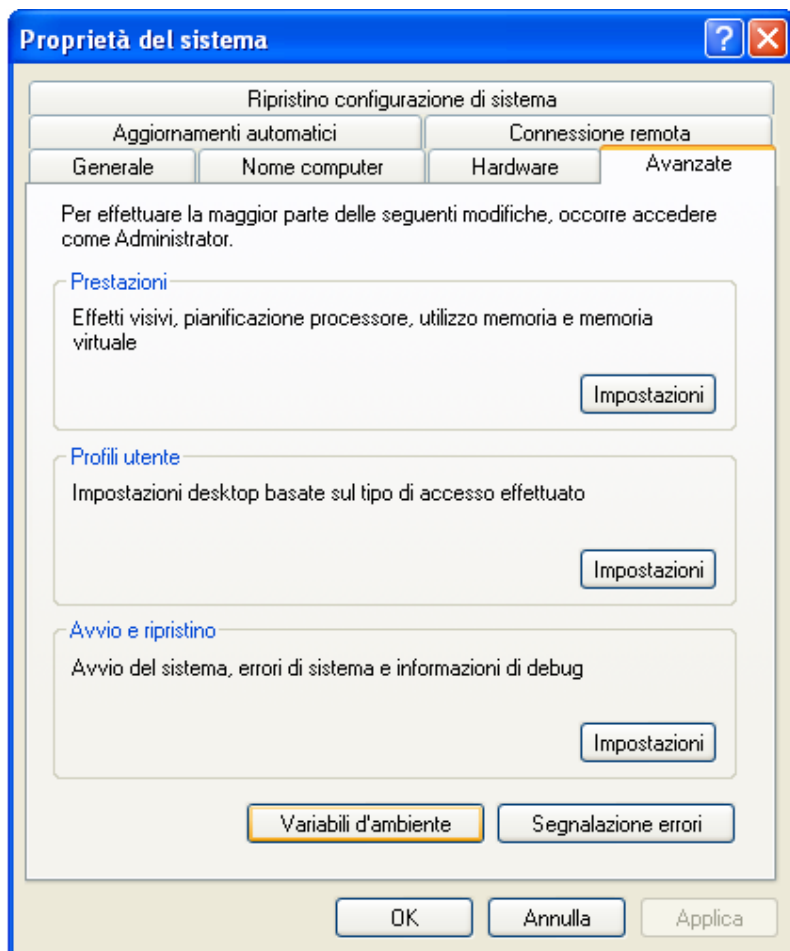 Proprietà del sistema
Ripristino configurazione di sistema
Aggiornamenti automatici
Connessione remota
Generale
Nome computer
Hardware
Avanzate
Per effettuare la maggior parte delle seguenti modifiche, occorre accedere
come Administrator.
Prestazioni
Effetti visivi, pianificazione processore, utilizzo memoria e memoria
virtuale
Impostazioni
Profili utente
Impostazioni desktop basate sul tipo di accesso effettuato
Impostazioni
Avvio e ripristino
Avvio del sistema, errori di sistema e informazioni di debug
Impostazioni
Variabili d'ambiente
Segnalazione errori
OK
Annulla
Applica